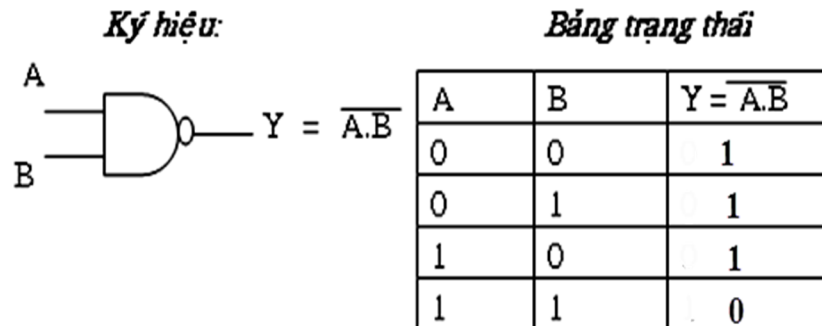 Ký hiệu:
A
B
Y = A̅.̅B̅
Bảng trạng thái
A B Y = A̅.̅B̅
0 0 1
0 1 1
1 0 1
1 1 0